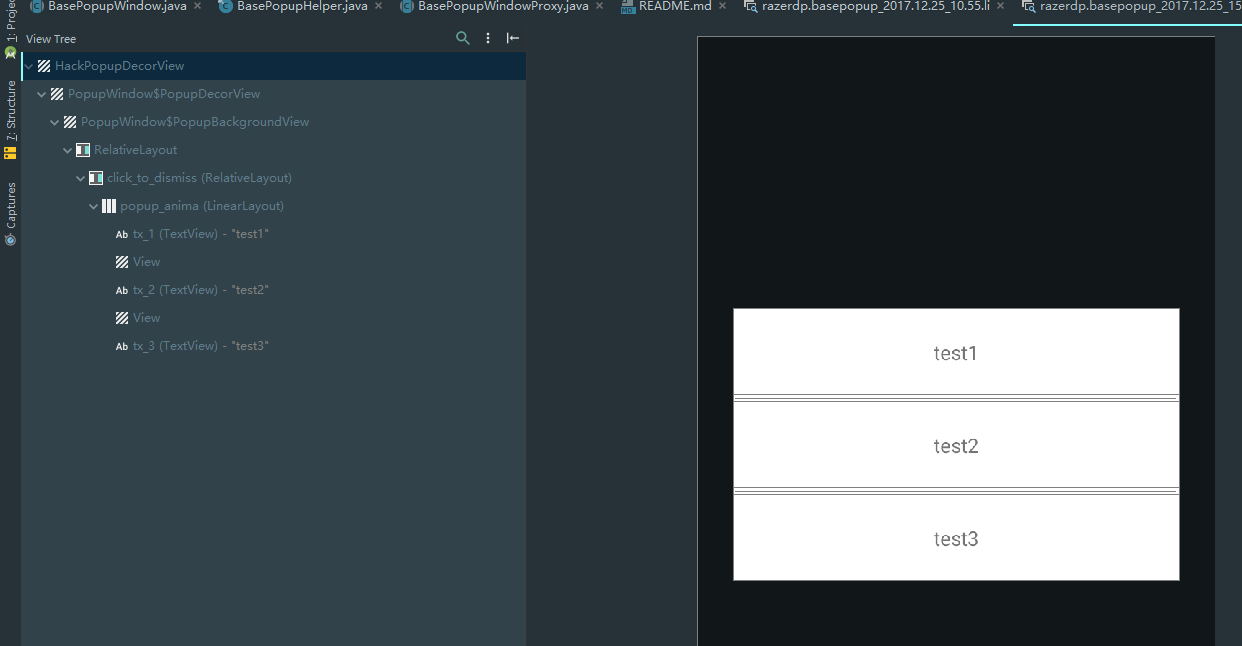 BasePopupWindow.java
BasePopupHelper.java
BasePopupWindowProxy.java
README.md
razerdp.basepopup_2017.12.25_10.55.li
razerdp.basepopup_2017.12.25_15
1: Projec
7: Structure
Captures
View Tree
HackPopupDecorView
PopupWindow$PopupDecorView
PopupWindow$PopupBackgroundView
RelativeLayout
click_to_dismiss (RelativeLayout)
popup_anima (LinearLayout)
Ab tx_1 (TextView) - "test1"
View
Ab tx_2 (TextView) - "test2"
View
Ab tx_3 (TextView) - "test3"
test1
test2
test3